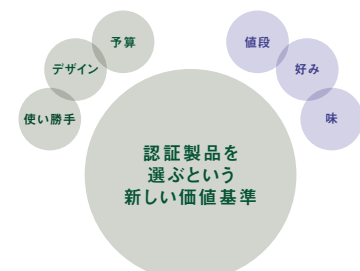 予算
デザイン
使い勝手
値段
好み
味
認証製品を
選ぶという
新しい価値基準